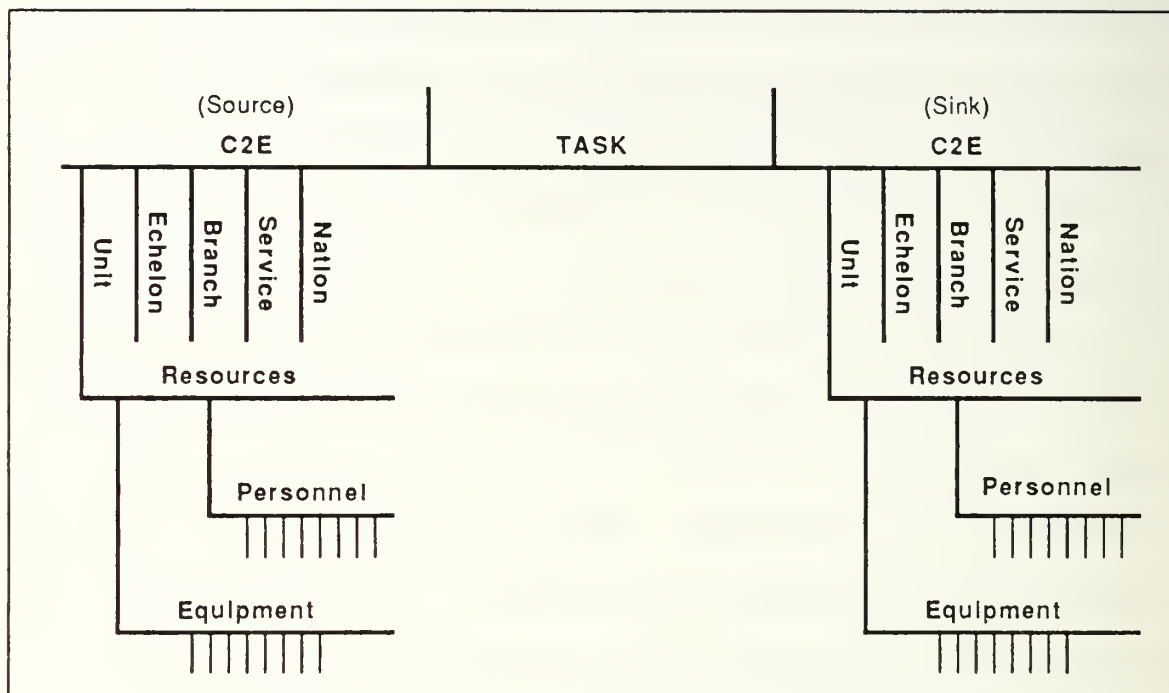 (Source)
C2E
TASK
(Sink)
C2E
Unit
Echelon
Branch
Service
Nation
Unit
Echelon
Branch
Service
Nation
Resources
Resources
Personnel
Personnel
Equipment
Equipment